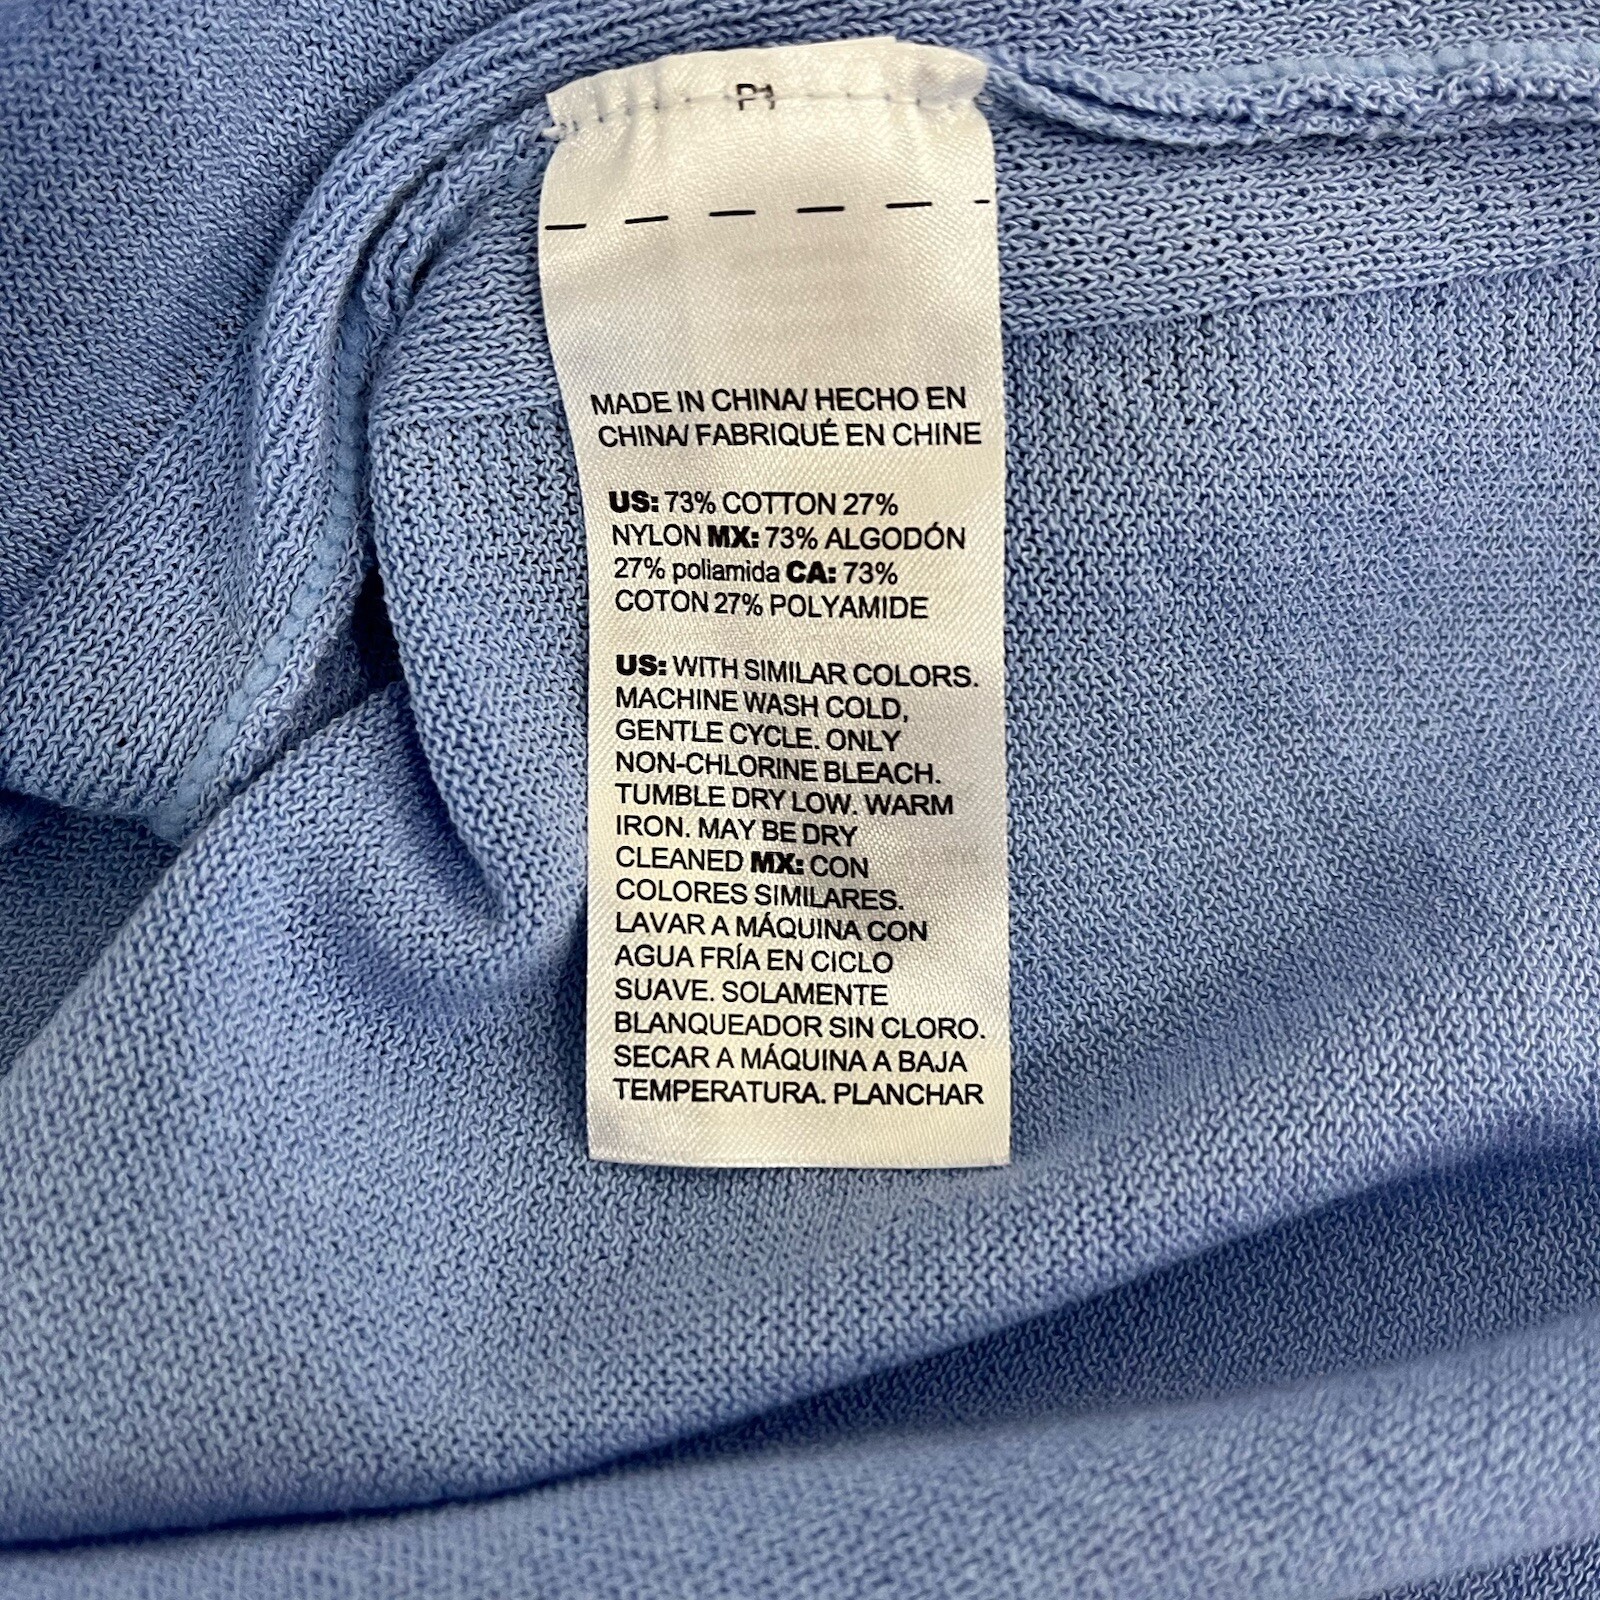 P1
MADE IN CHINA/ HECHO EN
CHINA/ FABRIQUÉ EN CHINE
US: 73% COTTON 27%
NYLON MX: 73% ALGODÓN
27% poliamida CA: 73%
COTON 27% POLYAMIDE
US: WITH SIMILAR COLORS.
MACHINE WASH COLD,
GENTLE CYCLE. ONLY
NON-CHLORINE BLEACH.
TUMBLE DRY LOW. WARM
IRON. MAY BE DRY
CLEANED MX: CON
COLORES SIMILARES.
LAVAR A MÁQUINA CON
AGUA FRÍA EN CICLO
SUAVE. SOLAMENTE
BLANQUEADOR SIN CLORO.
SECAR A MÁQUINA A BAJA
TEMPERATURA. PLANCHAR